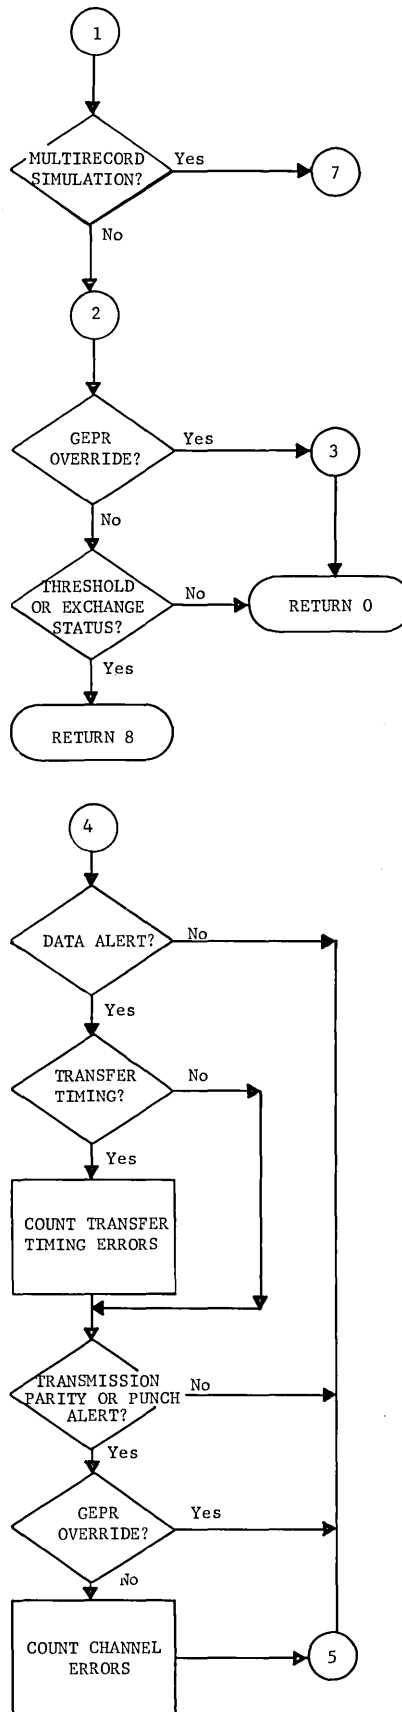 1
MULTIRECORD
SIMULATION?
Yes
7
No
2
GEPR
OVERRIDE?
Yes
3
No
THRESHOLD
OR EXCHANGE
STATUS?
No
RETURN 0
Yes
RETURN 8
4
DATA ALERT?
No
Yes
TRANSFER
TIMING?
No
Yes
COUNT TRANSFER
TIMING ERRORS
TRANSMISSION
PARITY OR PUNCH
ALERT?
No
Yes
GEPR
OVERRIDE?
Yes
No
COUNT CHANNEL
ERRORS
5